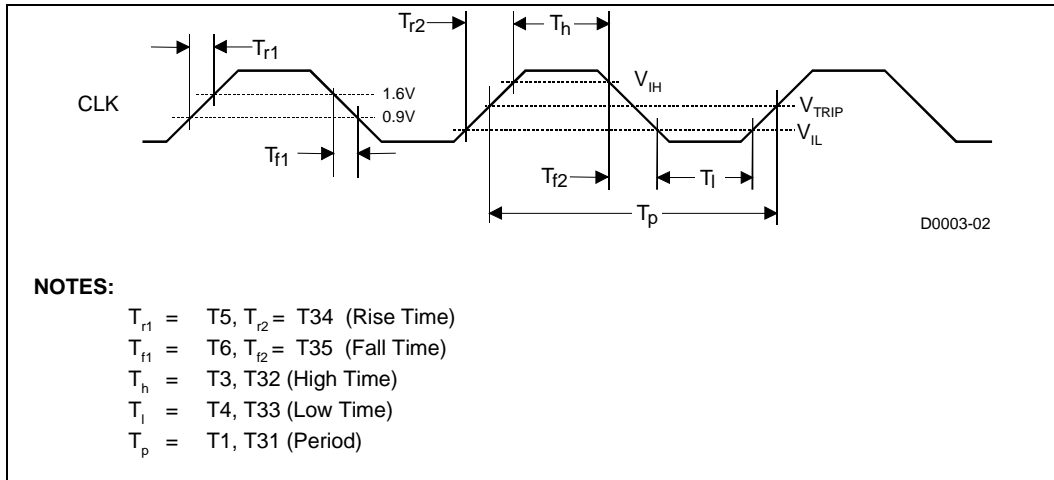 Tr2
Th
Tr1
VIH
CLK
1.6V
VTRIP
0.9V
VIL
Tf1
Tf2
Tl
Tp
D0003-02
NOTES:
Tr1 = T5, Tr2 = T34 (Rise Time)
Tf1 = T6, Tf2 = T35 (Fall Time)
Th = T3, T32 (High Time)
Tl = T4, T33 (Low Time)
Tp = T1, T31 (Period)